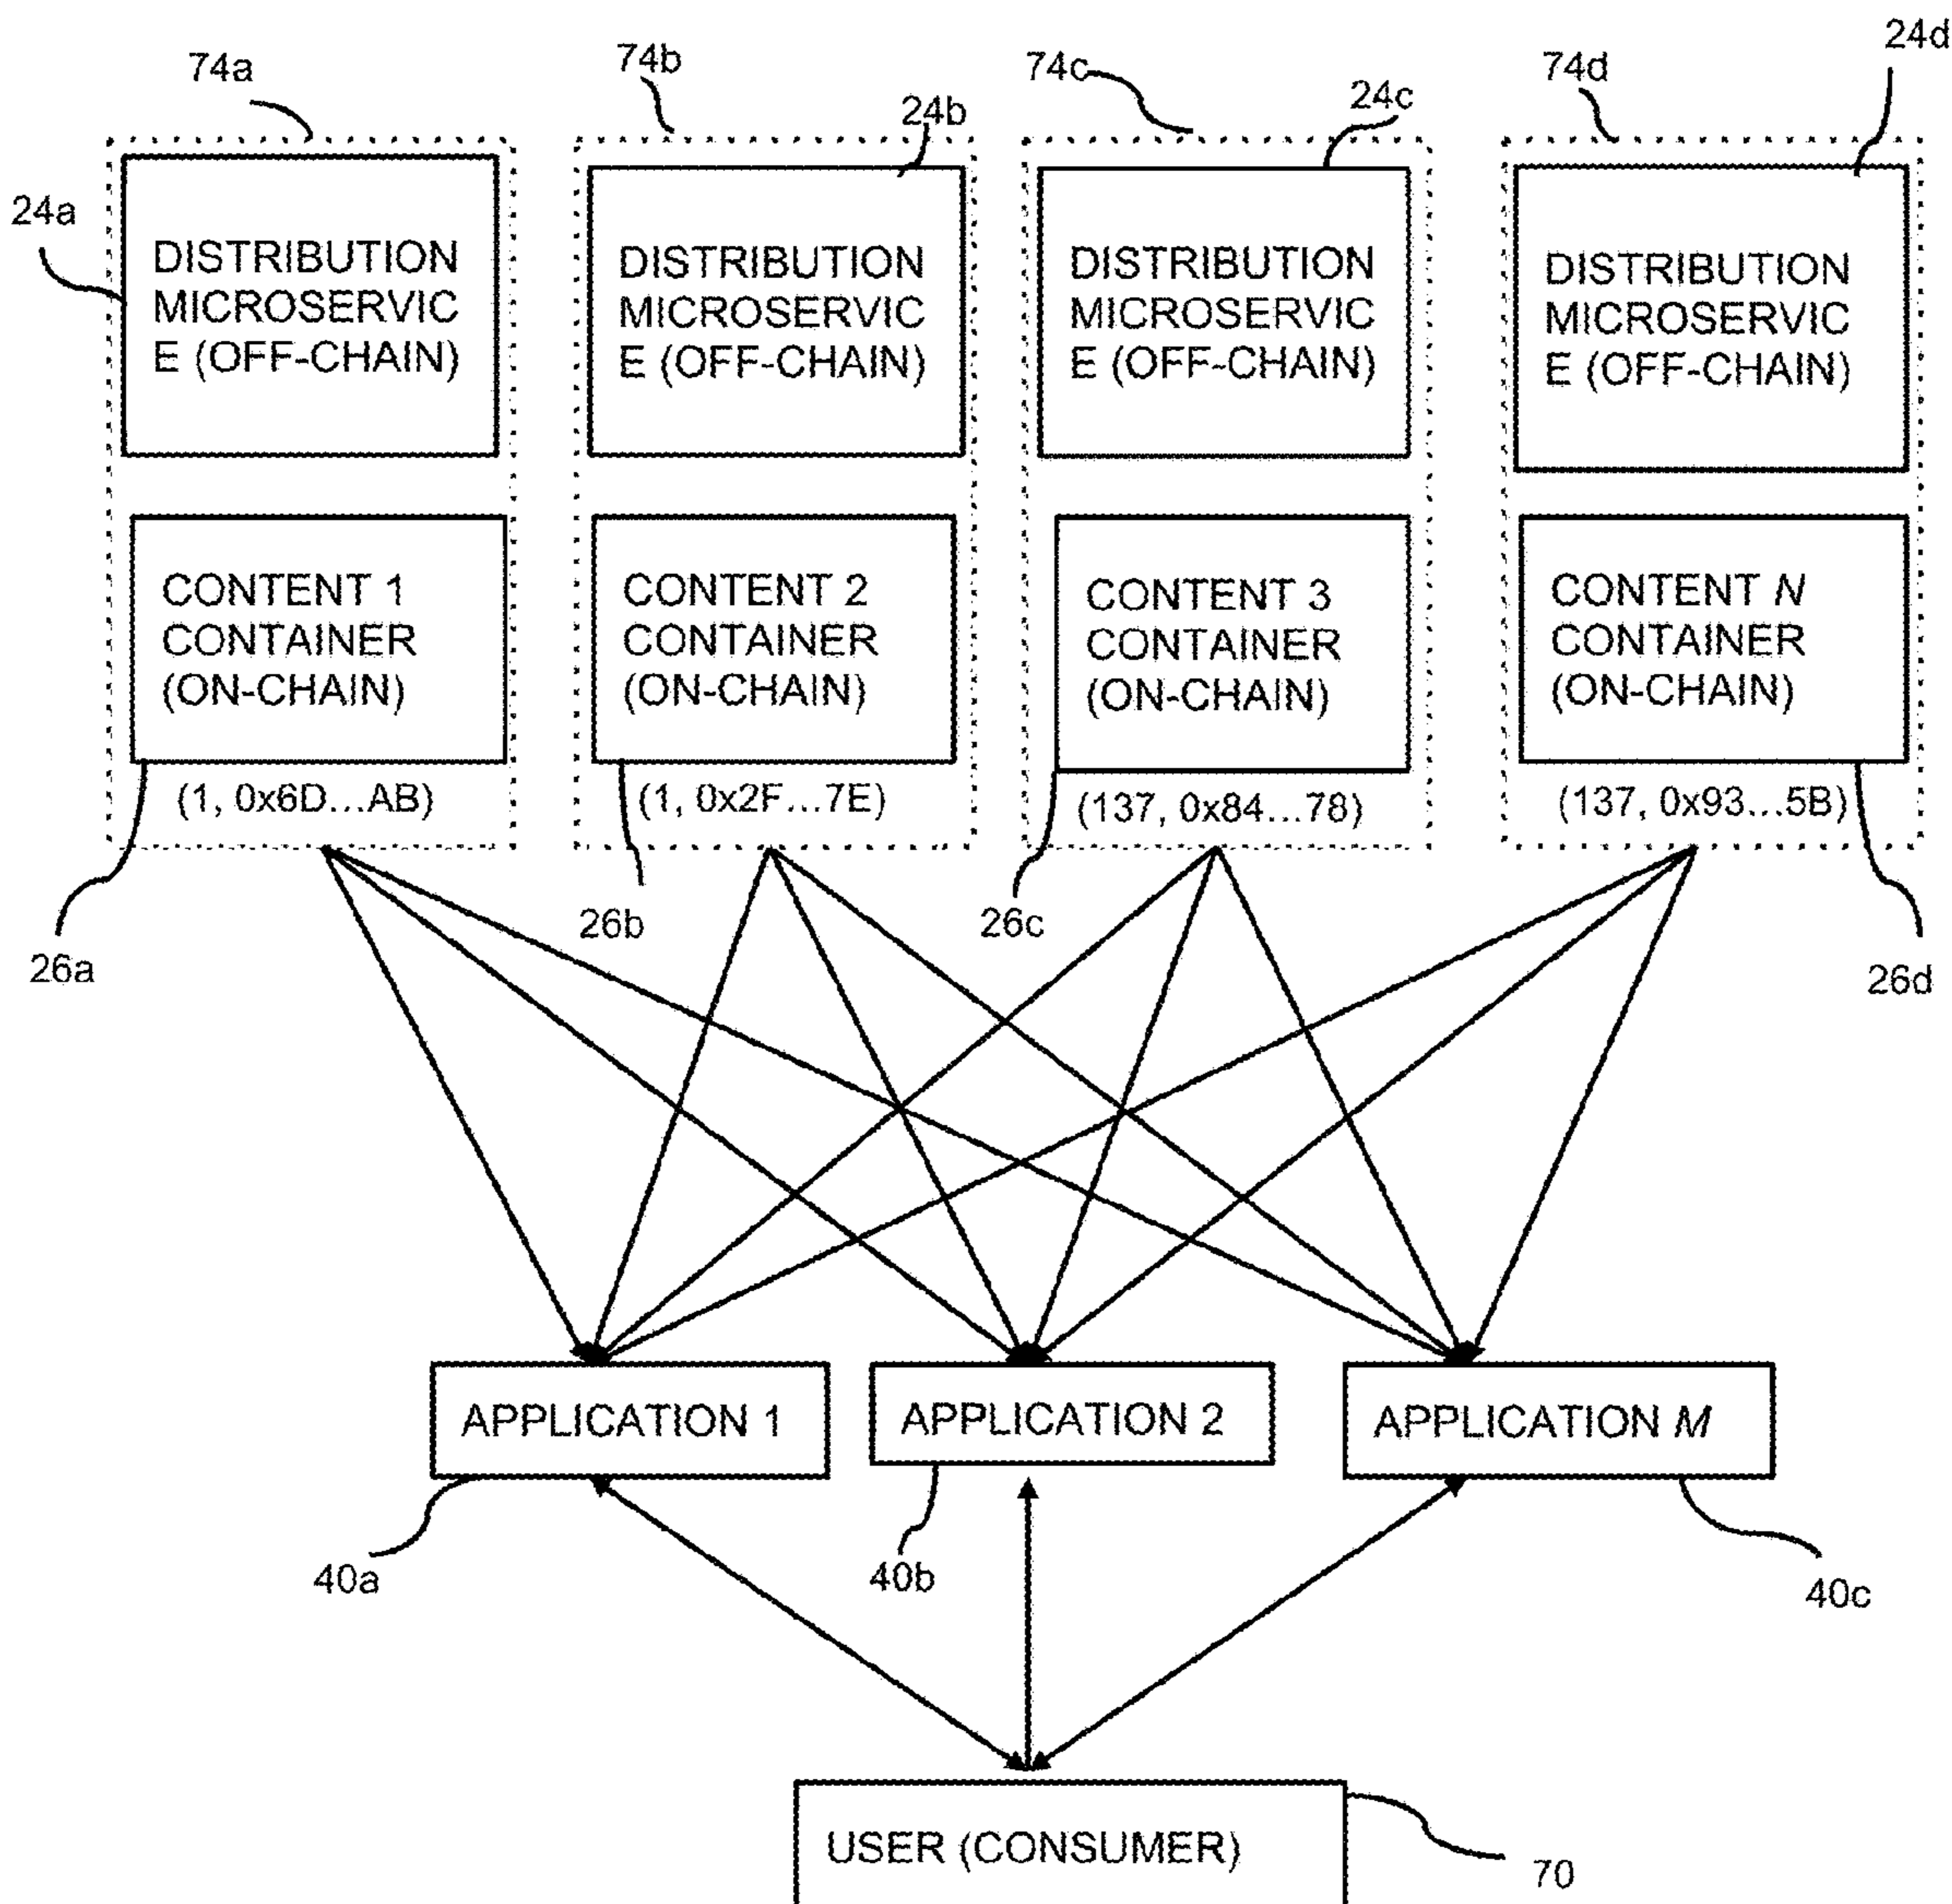 74a
74b
74c
74d
24d
24b
24c
24a
DISTRIBUTION
MICROSERVIC
E (OFF-CHAIN)
DISTRIBUTION
MICROSERVIC
E (OFF-CHAIN)
DISTRIBUTION
MICROSERVIC
E (OFF-CHAIN)
DISTRIBUTION
MICROSERVIC
E (OFF-CHAIN)
CONTENT 1
CONTAINER
(ON-CHAIN)
CONTENT 2
CONTAINER
(ON-CHAIN)
CONTENT 3
CONTAINER
(ON-CHAIN)
CONTENT N
CONTAINER
(ON-CHAIN)
(1, 0x6D...AB)
(1, 0x2F...7E)
(137, 0x84...78)
(137, 0x93...5B)
26a
26b
26c
26d
APPLICATION 1
APPLICATION 2
APPLICATION M
40a
40b
40c
USER (CONSUMER)
70